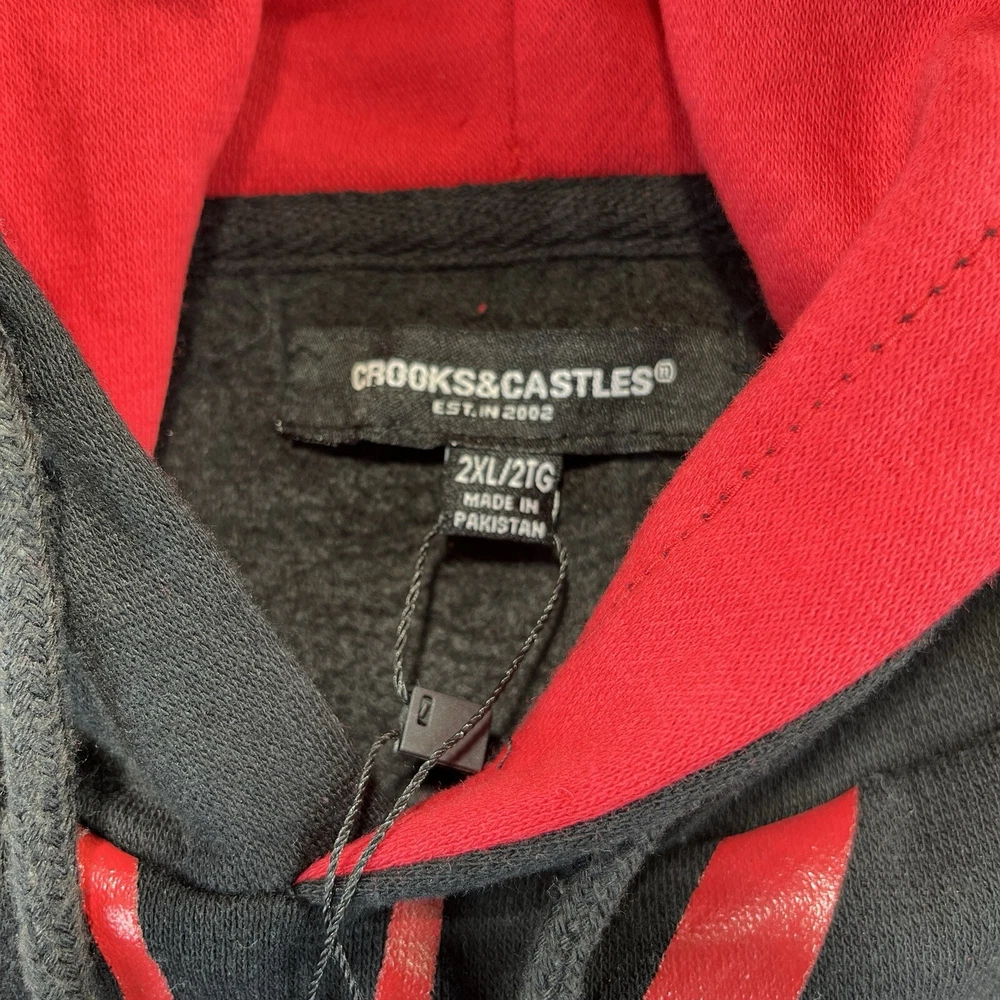 CROOKS&CASTLES®
EST. IN 2002
2XL/2TG
MADE IN
PAKISTAN